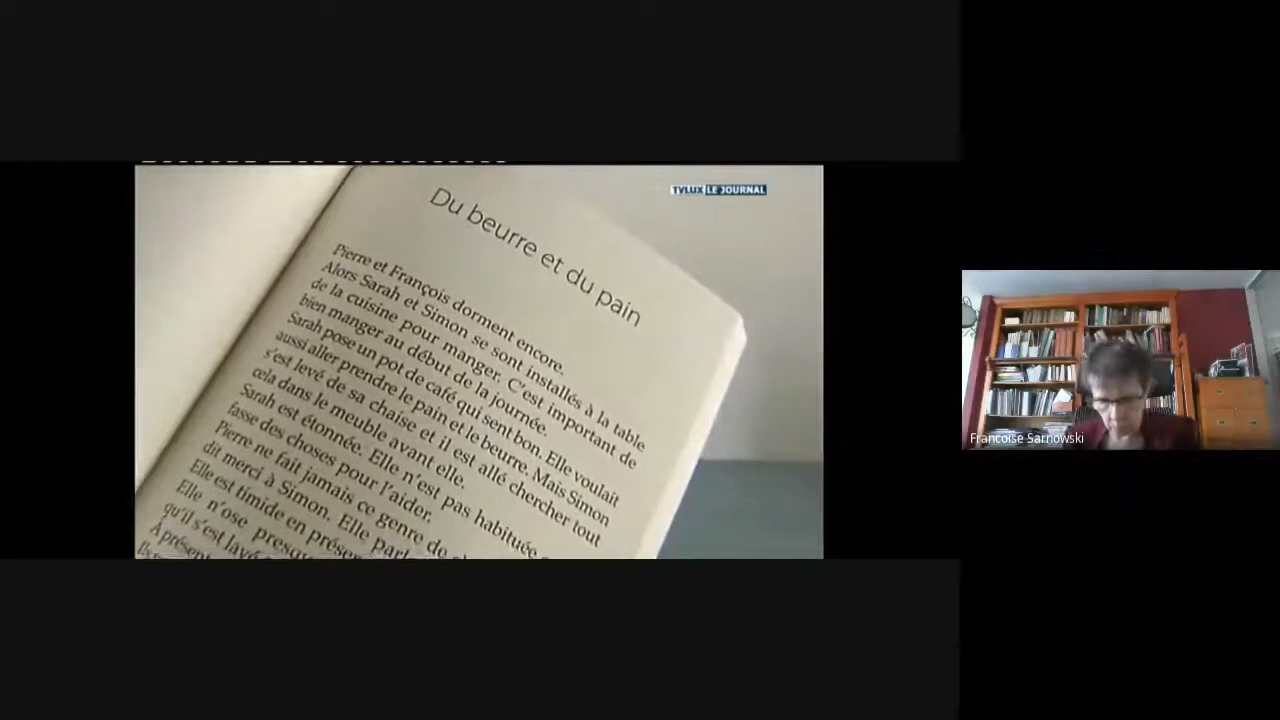 TVLUX LE JOURNAL
Du beurre et du pain
Pierre et François dorment encore.
Alors Sarah et Simon se sont installés à la table
de la cuisine pour manger. C'est important de
bien manger au début de la journée.
Sarah pose un pot de café qui sent bon. Elle voulait
aussi aller prendre le pain et le beurre. Mais Simon
s'est levé de sa chaise et il est allé chercher tout
cela dans le meuble avant elle.
Sarah est étonnée. Elle n'est pas habituée
fasse des choses pour l'aider.
Pierre ne fait jamais ce genre de
dit merci à Simon. Elle
Elle est timide en
Elle n'ose
qu'il s'est
À présent
Francoise Sarnowski